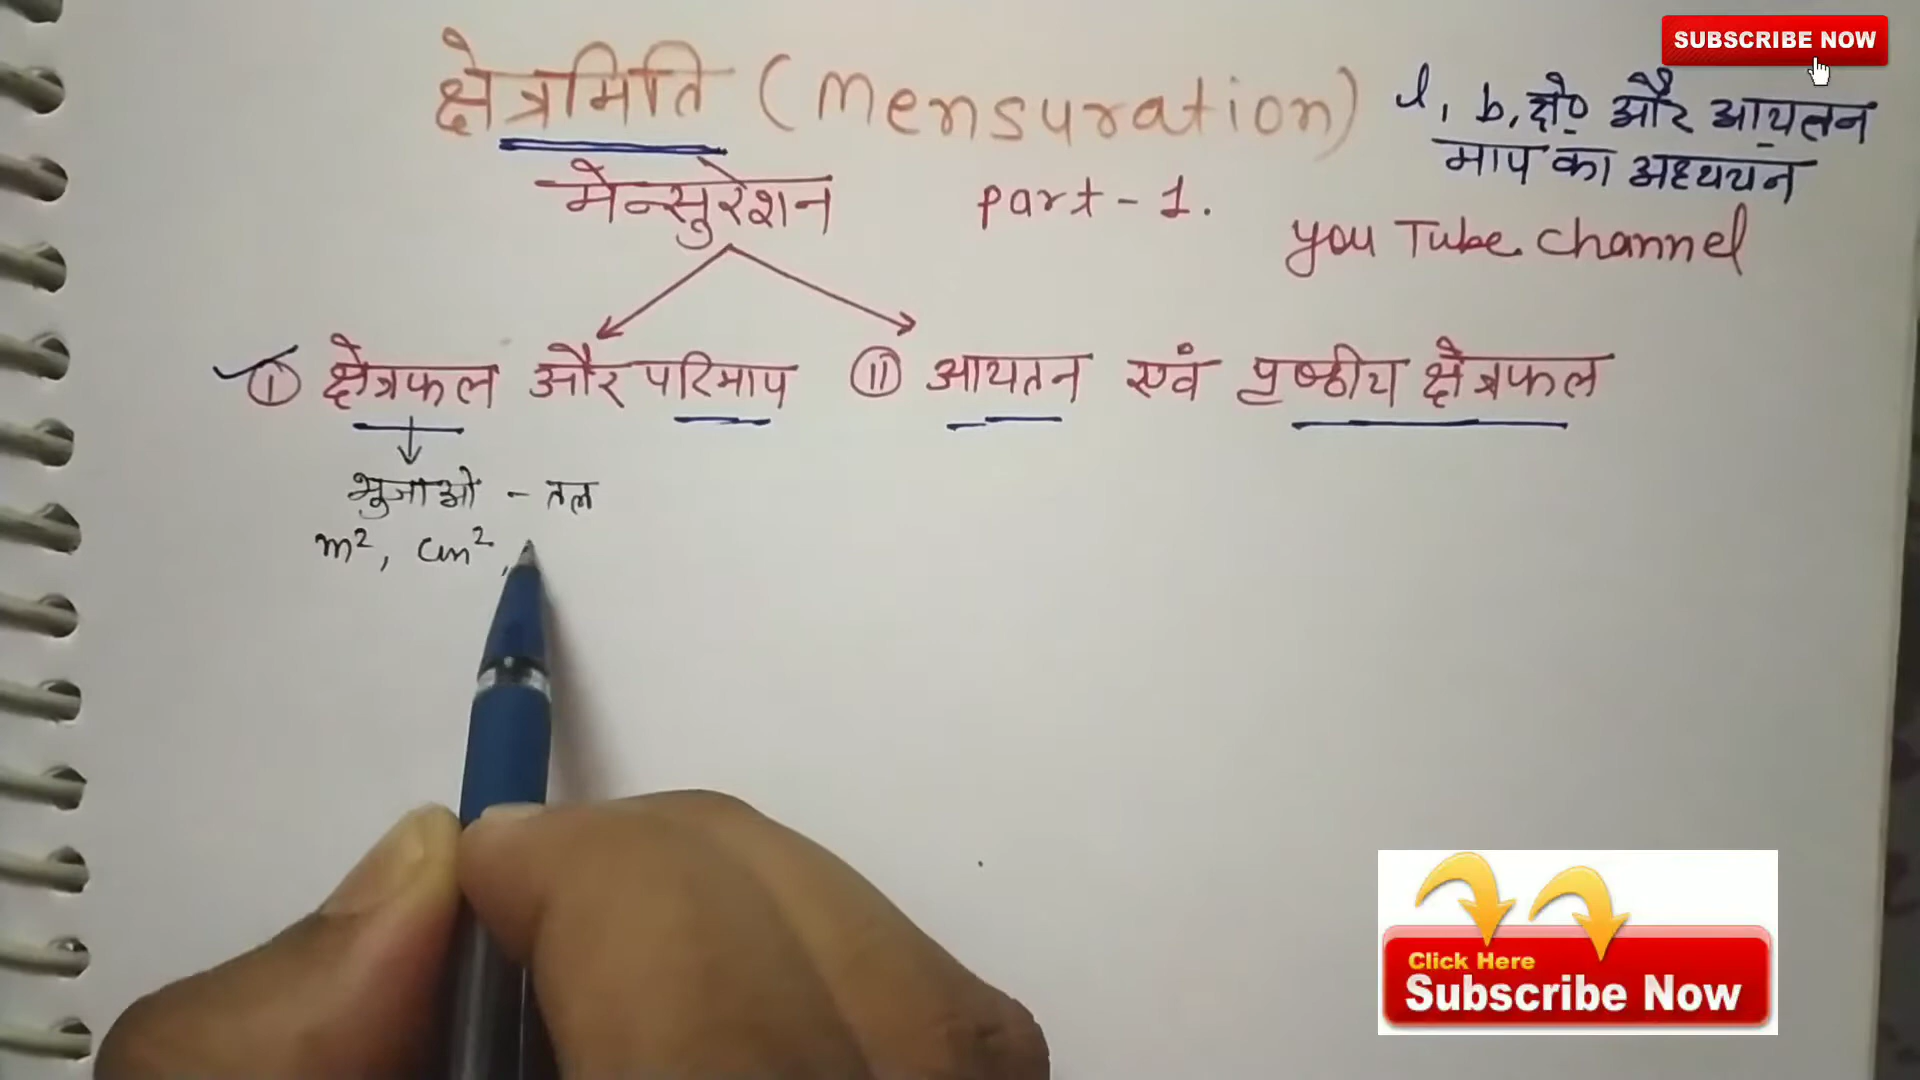 SUBSCRIBE NOW
क्षेत्रमिति (Mensuration)
l, b, क्षे० और आयतन
माप का अध्ययन
मेन्सुरेशन
part - 1.
you Tube channel
(i) क्षेत्रफल और परिमाप (ii) आयतन एवं पृष्ठीय क्षेत्रफल
भुजाओ - तल
m², cm²,
Click Here
Subscribe Now